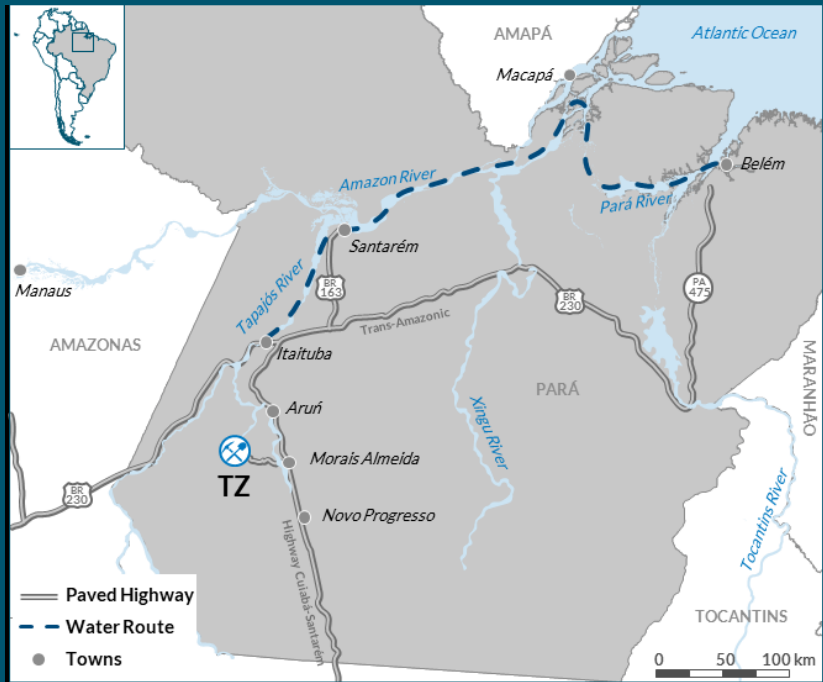 AMAPÁ
Atlantic Ocean
Macapá
Belém
Amazon River
Pará River
Santarém
Manaus
BR
163
PA
475
Tapajós River
BR
230
Trans-Amazonic
AMAZONAS
Itaituba
MARANHÃO
PARÁ
Aruń
Xingu River
Morais Almeida
TZ
BR
230
Novo Progresso
Highway Cuiabá-Santarém
Tocantins River
Paved Highway
Water Route
Towns
TOCANTINS
0 50 100 km